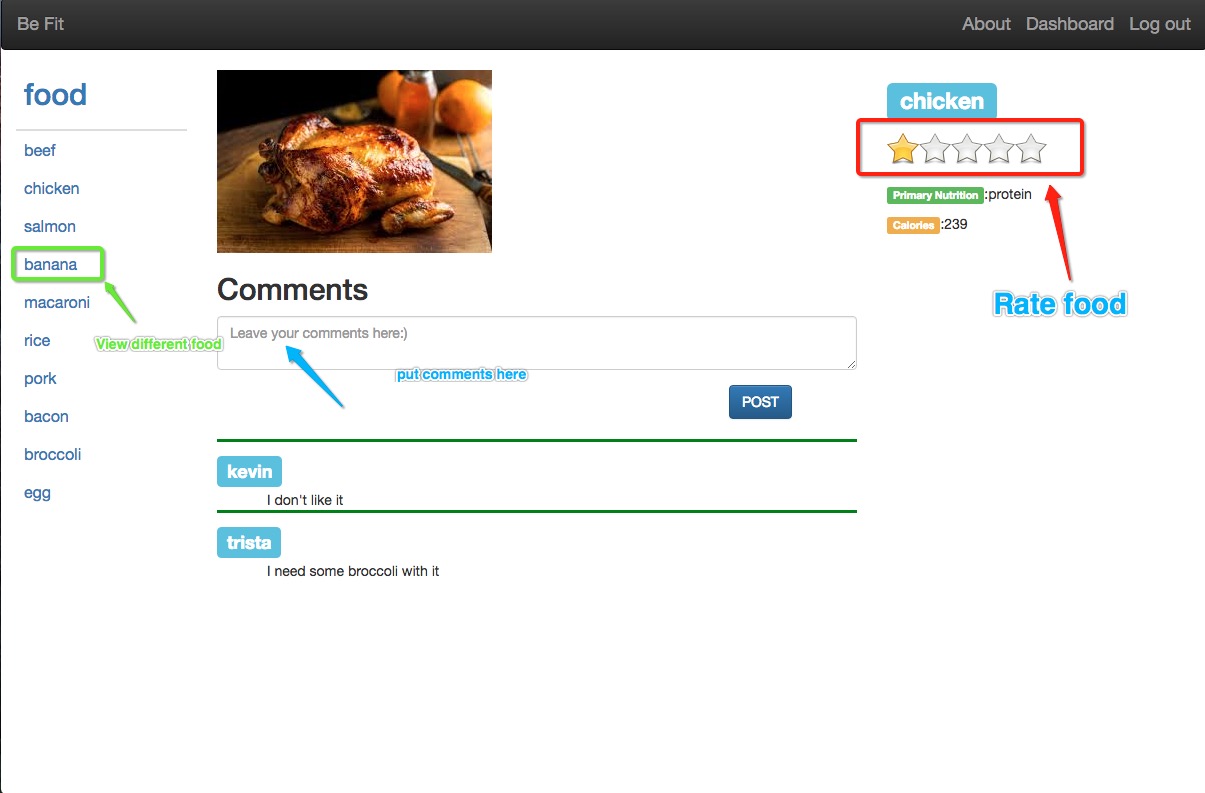 Be Fit
About Dashboard Log out
food
beef
chicken
salmon
banana
macaroni
rice
pork
bacon
broccoli
egg
View different food
Comments
Leave your comments here:)
put comments here
POST
kevin
I don't like it
trista
I need some broccoli with it
chicken
Primary Nutrition:protein
Calories:239
Rate food